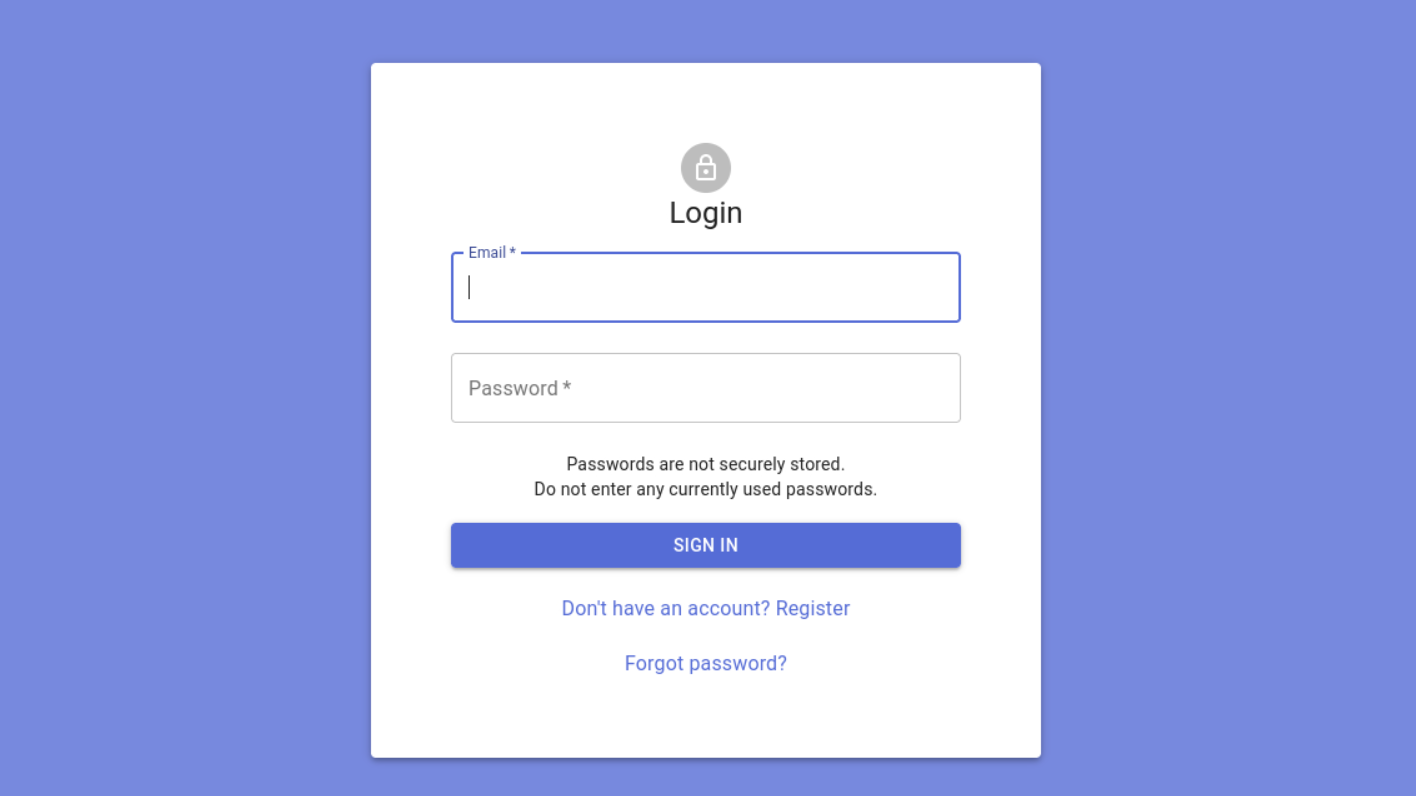 Login
Email *
Password *
Passwords are not securely stored.
Do not enter any currently used passwords.
SIGN IN
Don't have an account? Register
Forgot password?